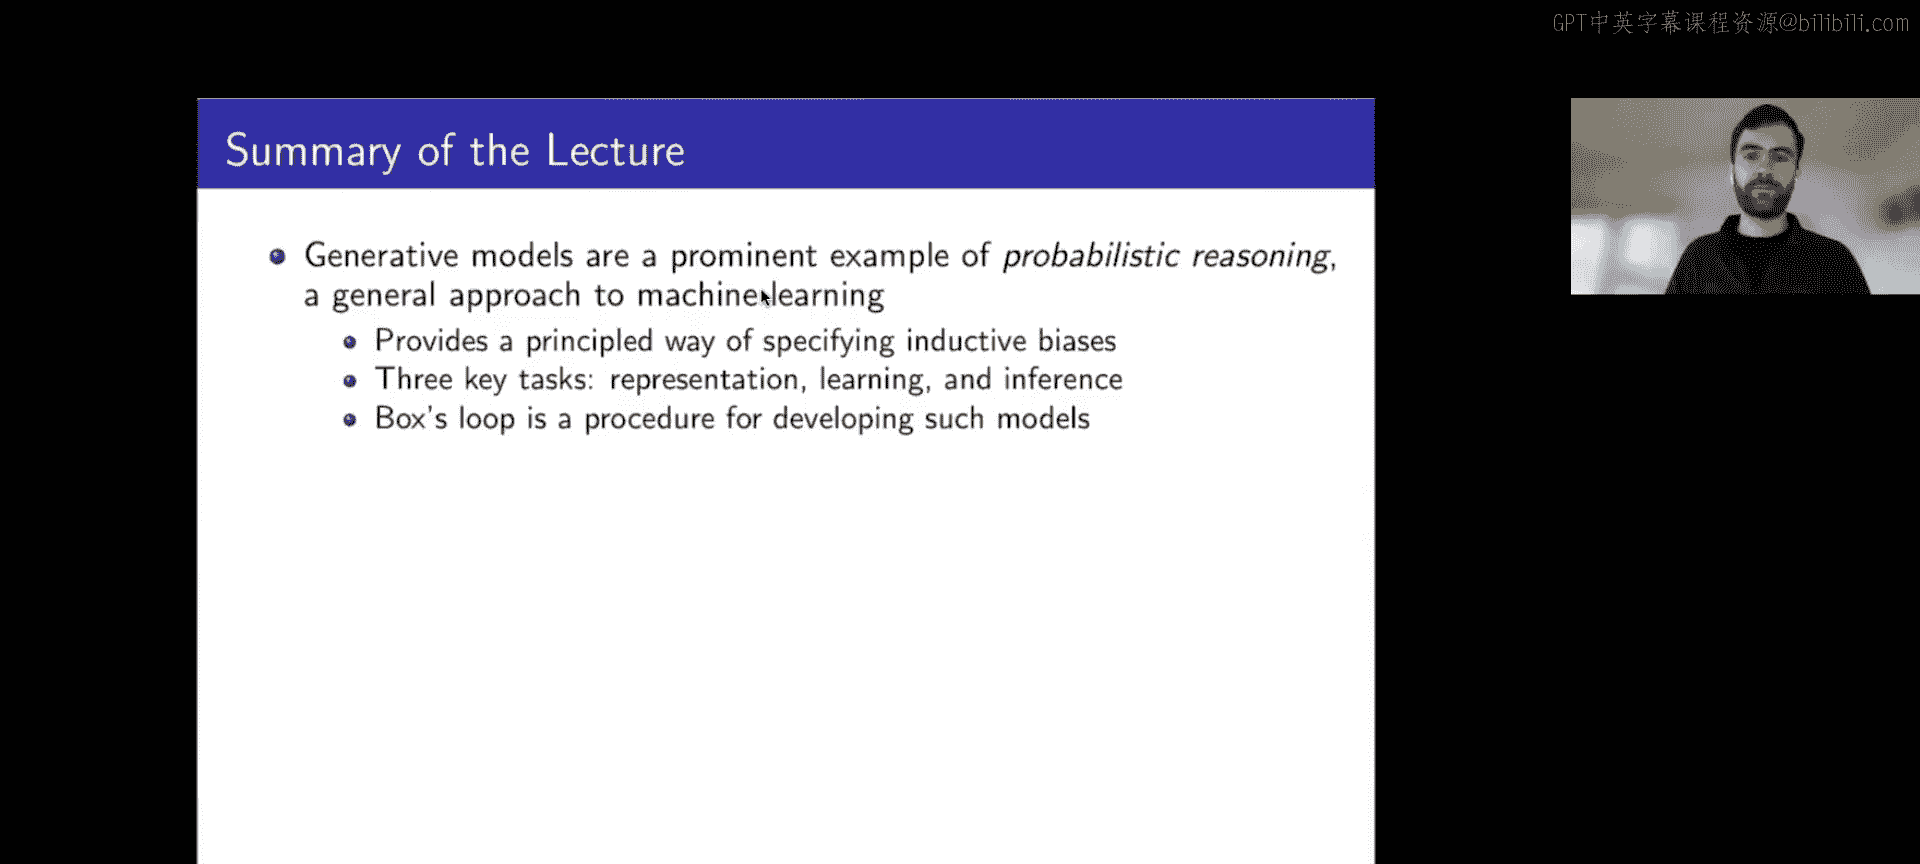 GPT中英字幕课程资源@bilibili.com
Summary of the Lecture
Generative models are a prominent example of probabilistic reasoning,
a general approach to machine learning
Provides a principled way of specifying inductive biases
Three key tasks: representation, learning, and inference
Box's loop is a procedure for developing such models